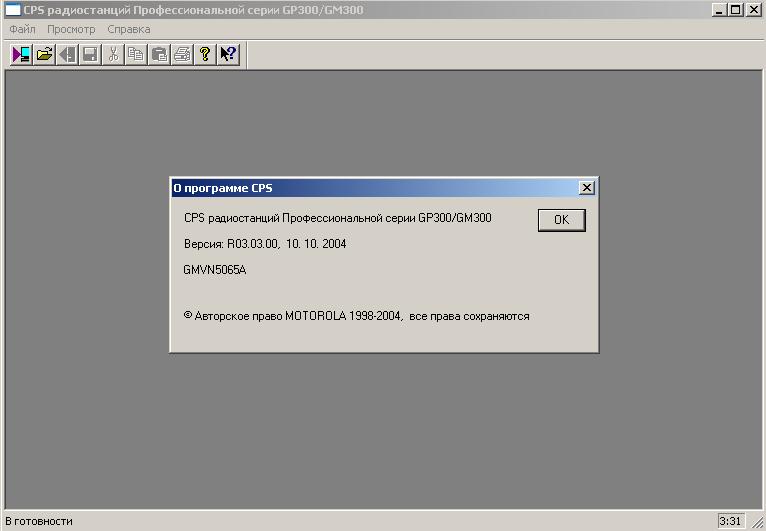 CPS радиостанций Профессиональной серии GP300/GM300
Файл Просмотр Справка
О программе CPS
CPS радиостанций Профессиональной серии GP300/GM300
OK
Версия: R03.03.00, 10. 10. 2004
GMVN5065A
© Авторское право MOTOROLA 1998-2004, все права сохраняются
В готовности
3:31